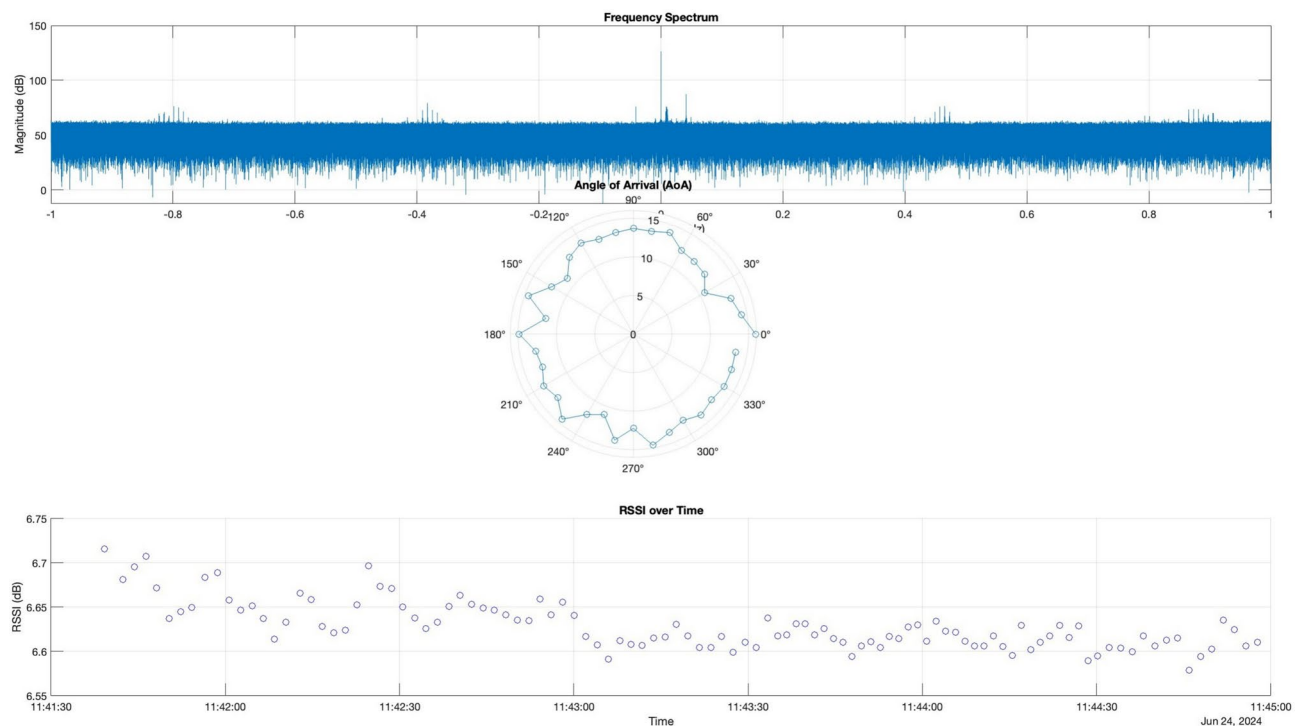 Frequency Spectrum
150
100
50
0
Magnitude (dB)
-1 -0.8 -0.6 -0.4 -0.2 0.2 0.4 0.6 0.8 1
Angle of Arrival (AoA)
90°
120° 60°
15
150° 30°
10
5
180° 0 0°
210° 330°
240° 300°
270°
RSSI over Time
6.75
6.7
6.65
6.6
6.55
RSSI (dB)
11:41:30 11:42:00 11:42:30 11:43:00 11:43:30 11:44:00 11:44:30 11:45:00
Time
Jun 24, 2024